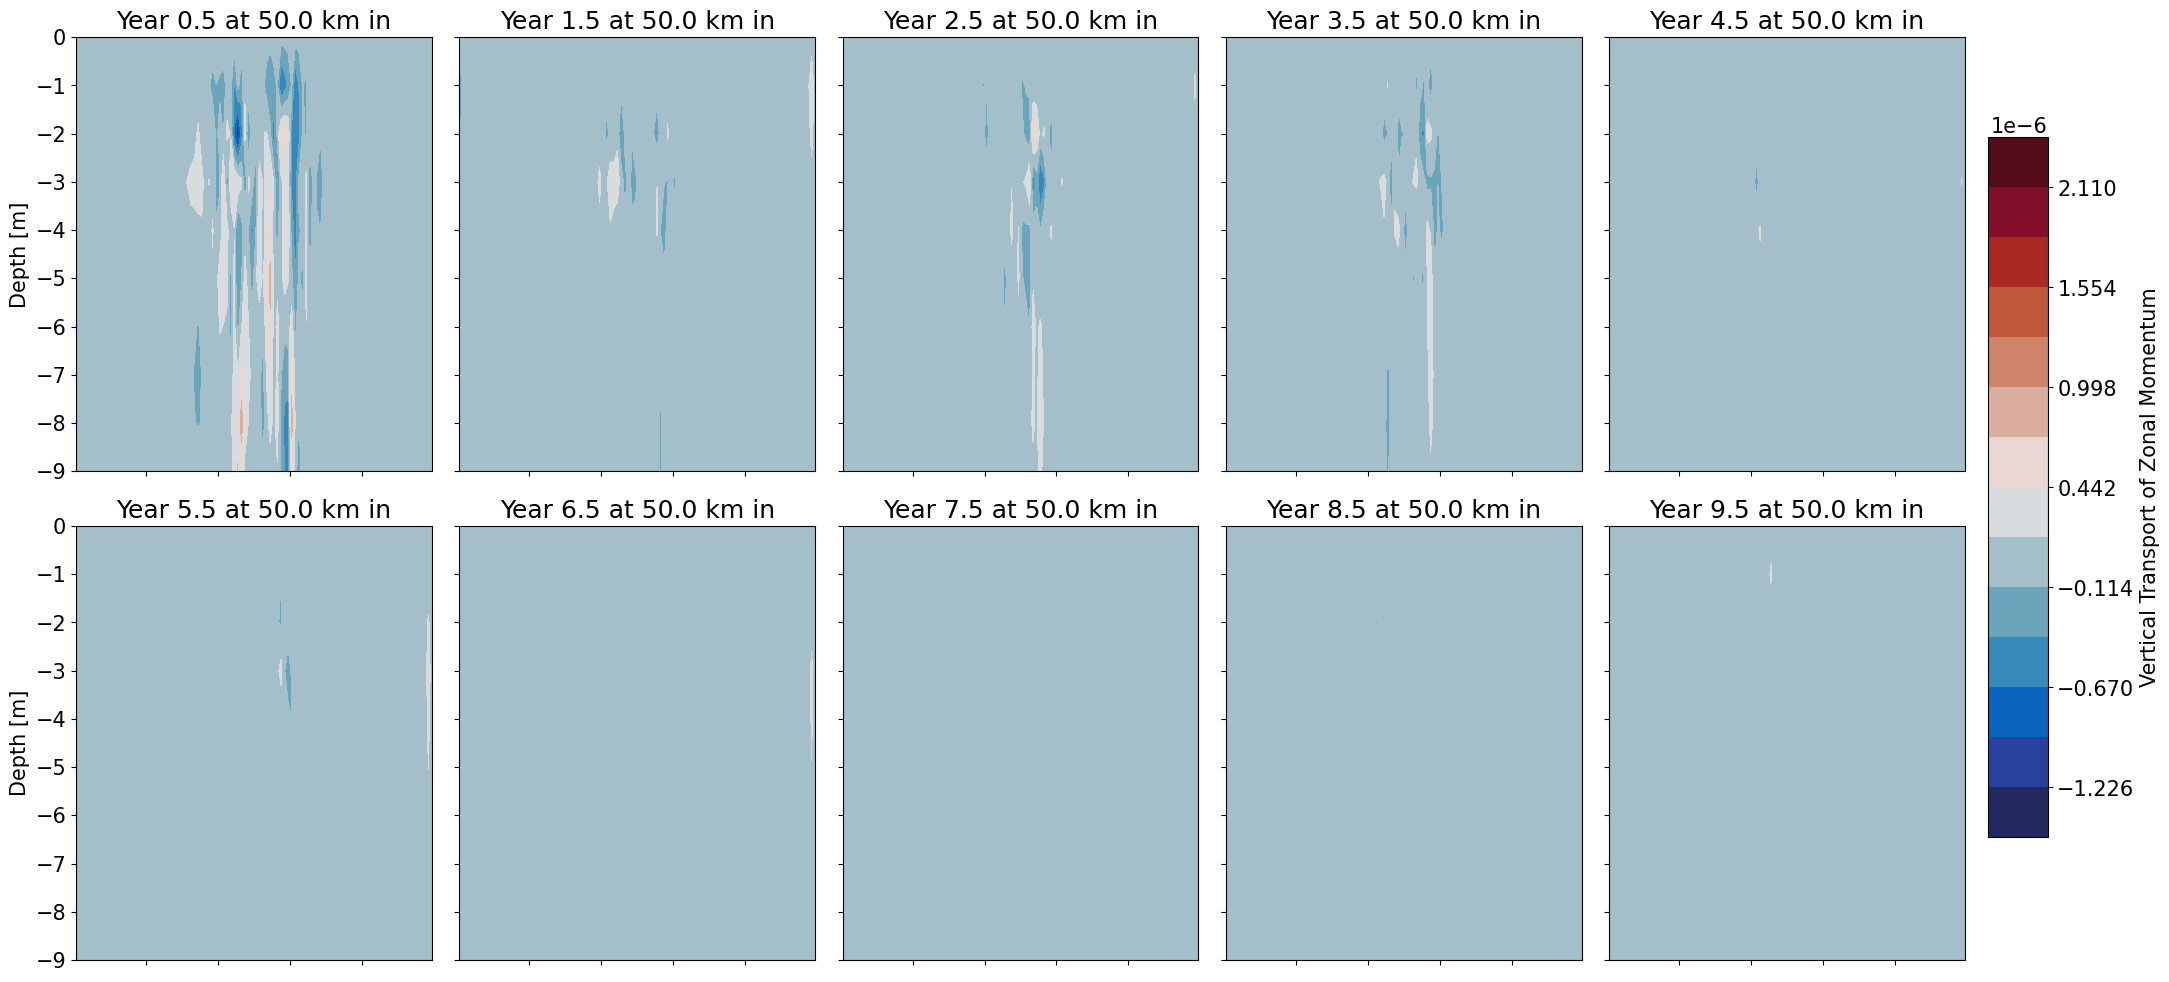 Year 0.5 at 50.0 km in
Year 1.5 at 50.0 km in
Year 2.5 at 50.0 km in
Year 3.5 at 50.0 km in
Year 4.5 at 50.0 km in
0
−1
−2
−3
−4
−5
−6
−7
−8
−9
Depth [m]
Year 5.5 at 50.0 km in
Year 6.5 at 50.0 km in
Year 7.5 at 50.0 km in
Year 8.5 at 50.0 km in
Year 9.5 at 50.0 km in
0
−1
−2
−3
−4
−5
−6
−7
−8
−9
Depth [m]
1e−6
2.110
1.554
0.998
0.442
−0.114
−0.670
−1.226
Vertical Transport of Zonal Momentum